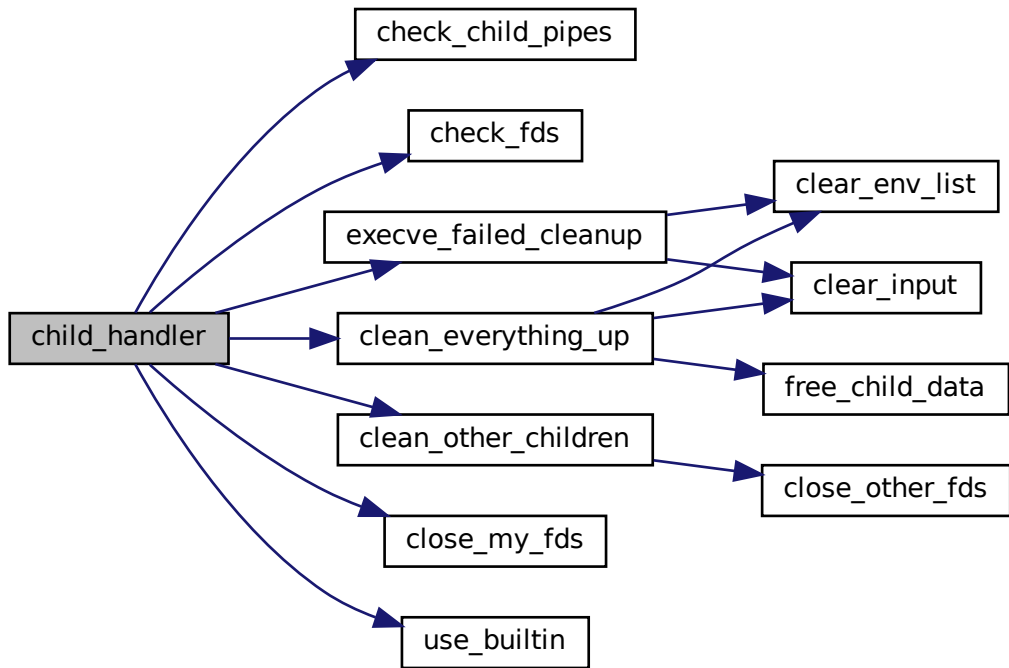 check_child_pipes
check_fds
clear_env_list
execve_failed_cleanup
clear_input
child_handler
clean_everything_up
free_child_data
clean_other_children
close_other_fds
close_my_fds
use_builtin